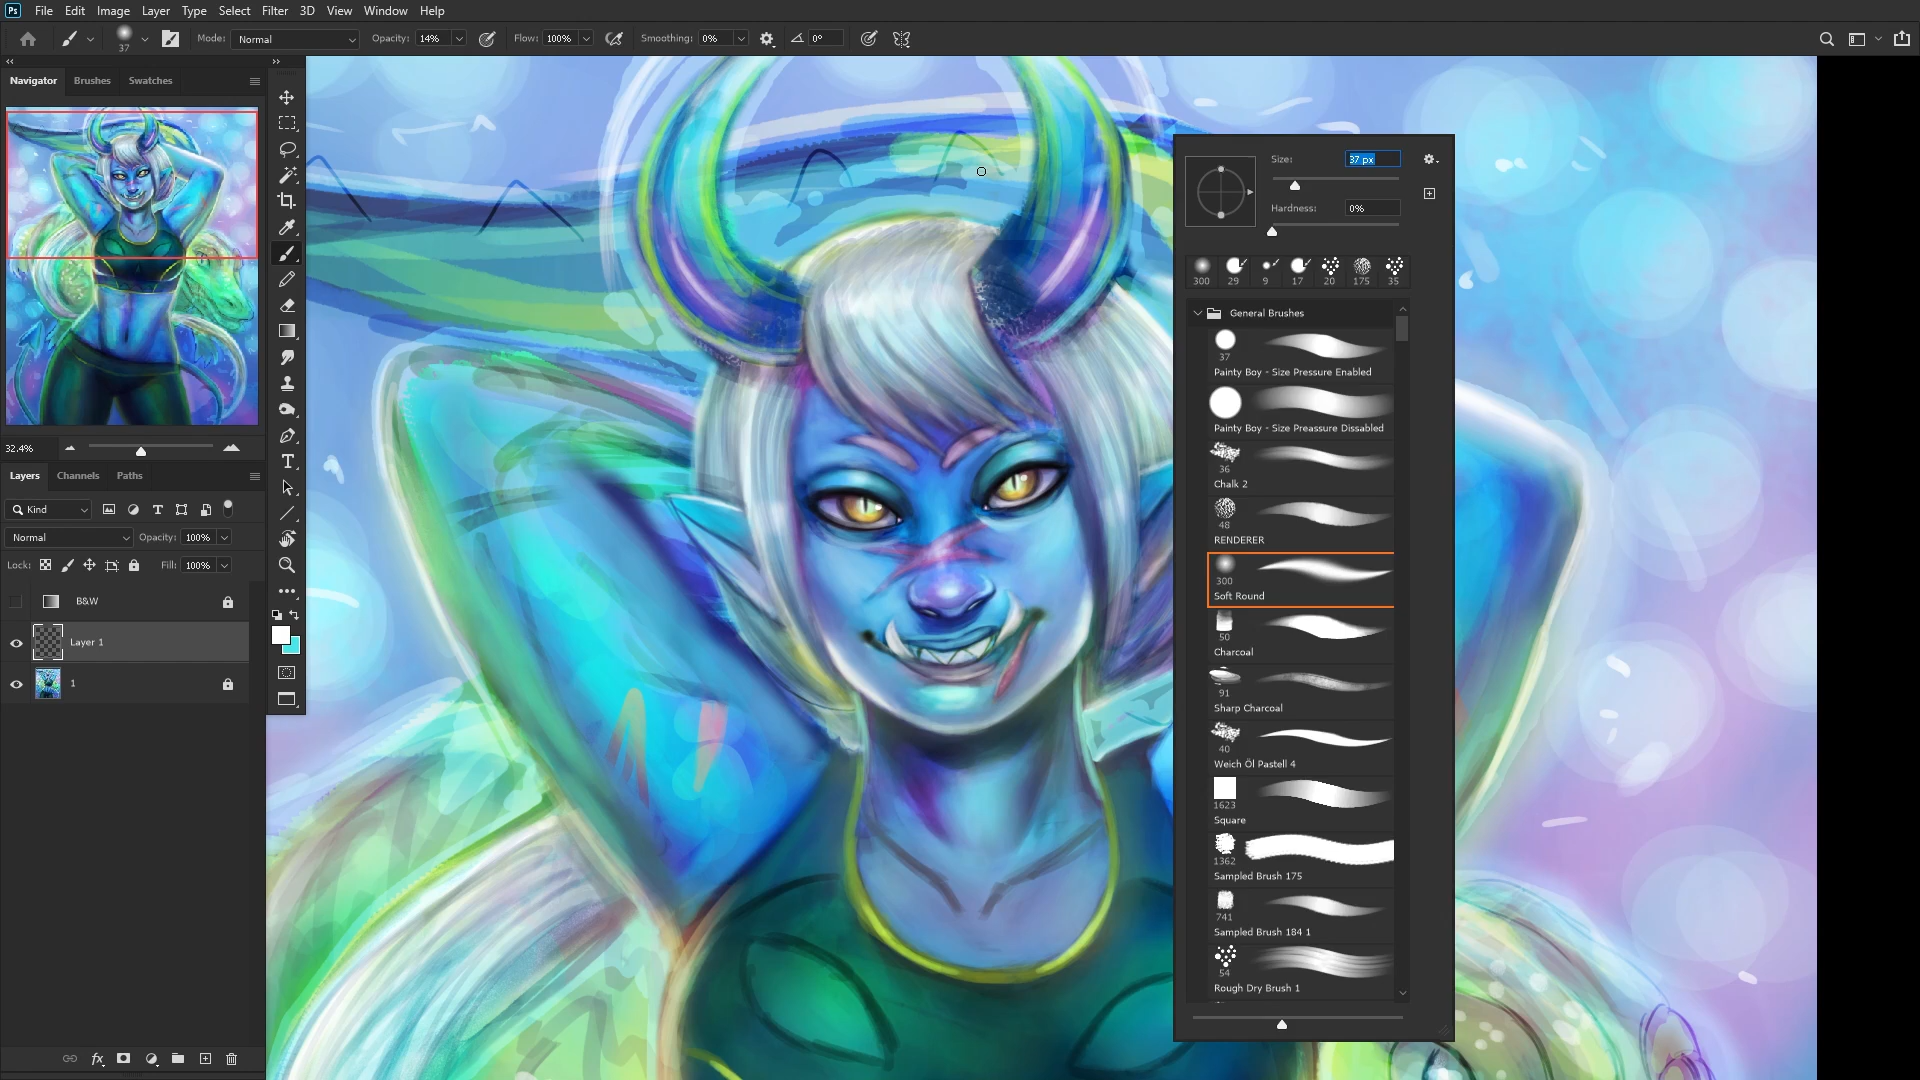 Ps File Edit Image Layer Type Select Filter 3D View Window Help
37 Mode: Normal Opacity: 14% Flow: 100% Smoothing: 0% 0°
Navigator Brushes Swatches
32.4%
Layers Channels Paths
Kind
Normal Opacity: 100%
Lock: Fill: 100%
B&W
Layer 1
1
fx
T
Size: 37 px
Hardness: 0%
300 29 9 17 20 175 35
General Brushes
37
Painty Boy - Size Pressure Enabled
Painty Boy - Size Preassure Dissabled
36
Chalk 2
48
RENDERER
300
Soft Round
50
Charcoal
91
Sharp Charcoal
40
Weich Öl Pastell 4
1623
Square
1362
Sampled Brush 175
741
Sampled Brush 184 1
54
Rough Dry Brush 1